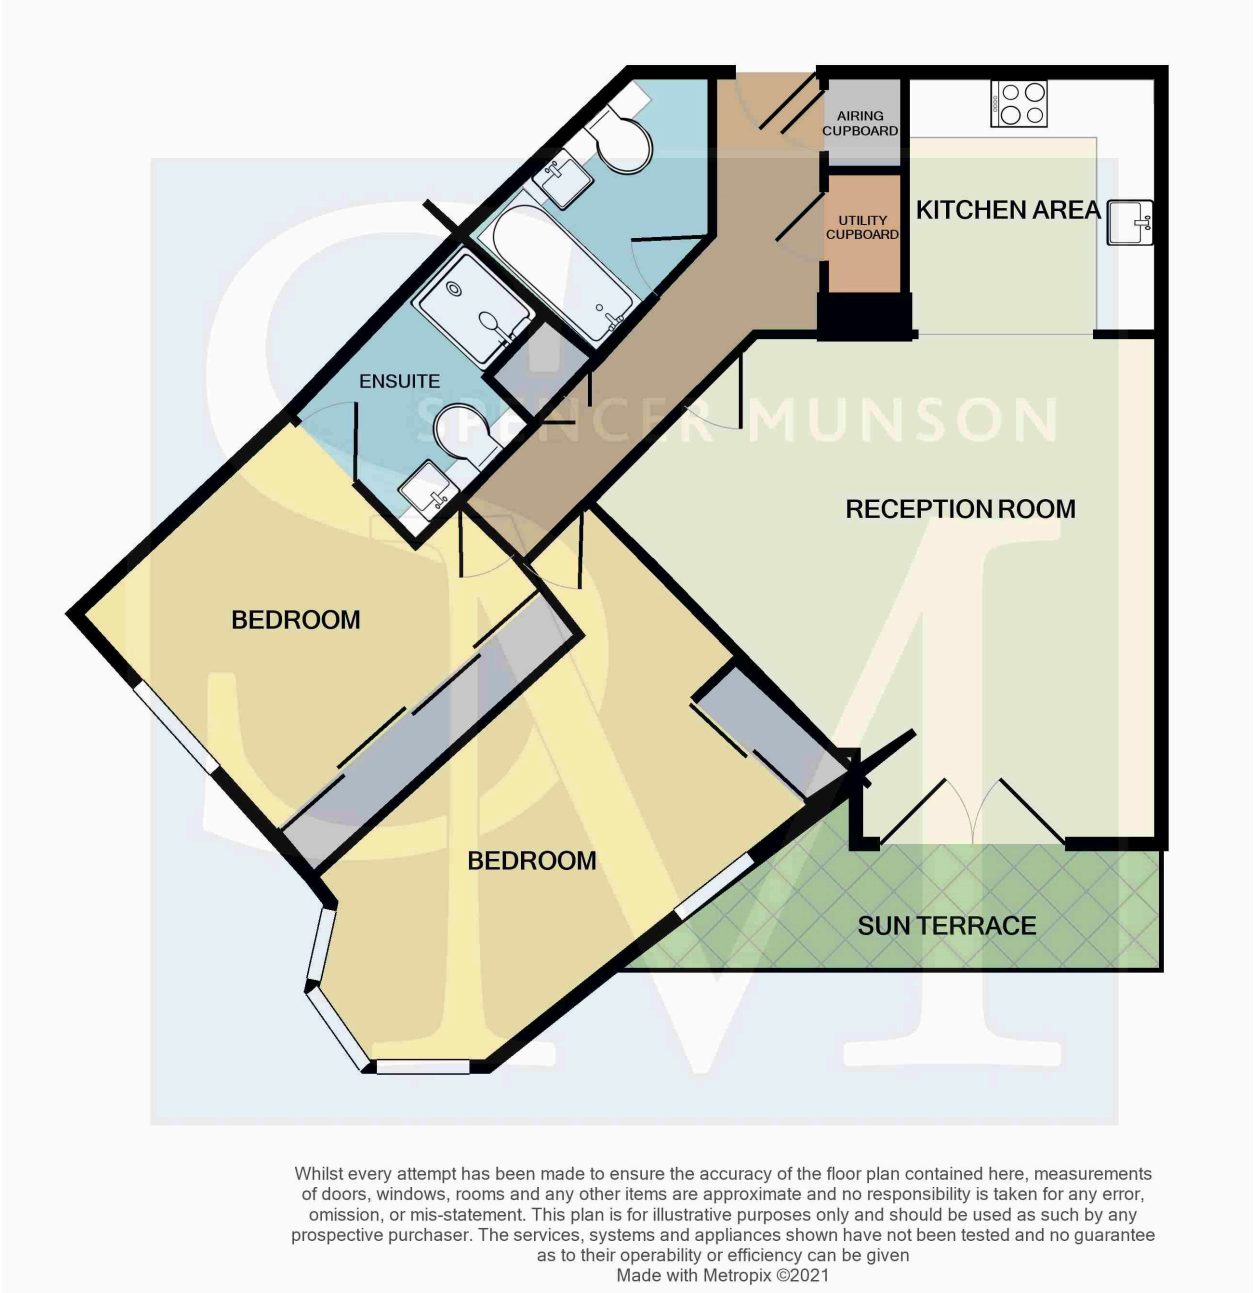 AIRING
CUPBOARD
UTILITY
CUPBOARD
KITCHEN AREA
ENSUITE
SPENCER MUNSON
RECEPTION ROOM
BEDROOM
BEDROOM
SUN TERRACE
Whilst every attempt has been made to ensure the accuracy of the floor plan contained here, measurements
of doors, windows, rooms and any other items are approximate and no responsibility is taken for any error,
omission, or mis-statement. This plan is for illustrative purposes only and should be used as such by any
prospective purchaser. The services, systems and appliances shown have not been tested and no guarantee
as to their operability or efficiency can be given
Made with Metropix ©2021